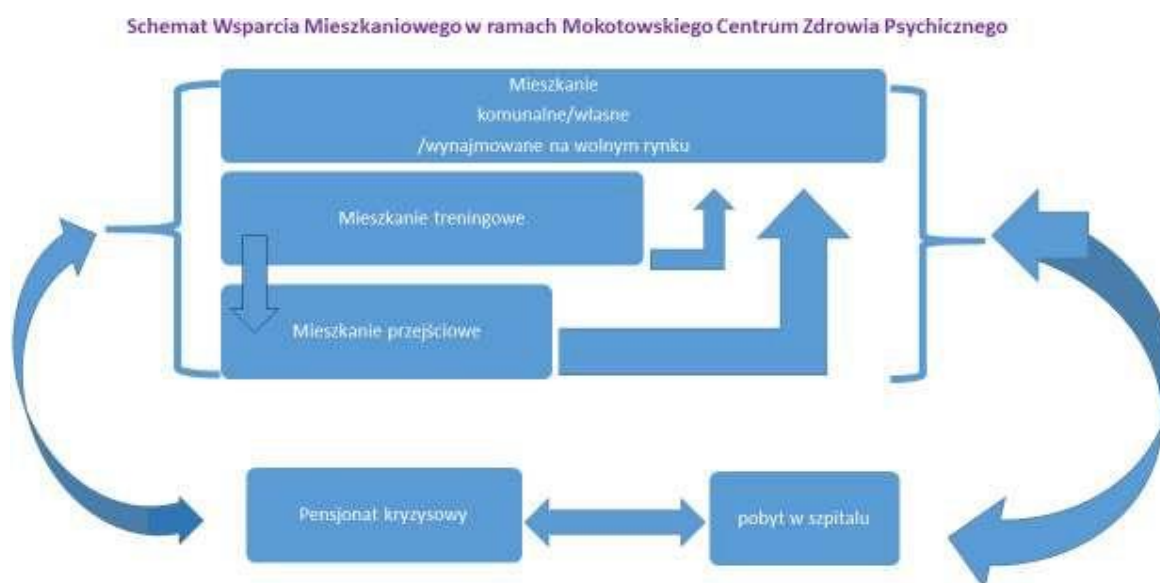 Schemat Wsparcia Mieszkaniowego w ramach Mokotowskiego Centrum Zdrowia Psychicznego
Mieszkanie
komunalne/własne
/wynajmowane na wolnym rynku
Mieszkanie treningowe
Mieszkanie przejściowe
Pensjonat kryzysowy
pobyt w szpitalu